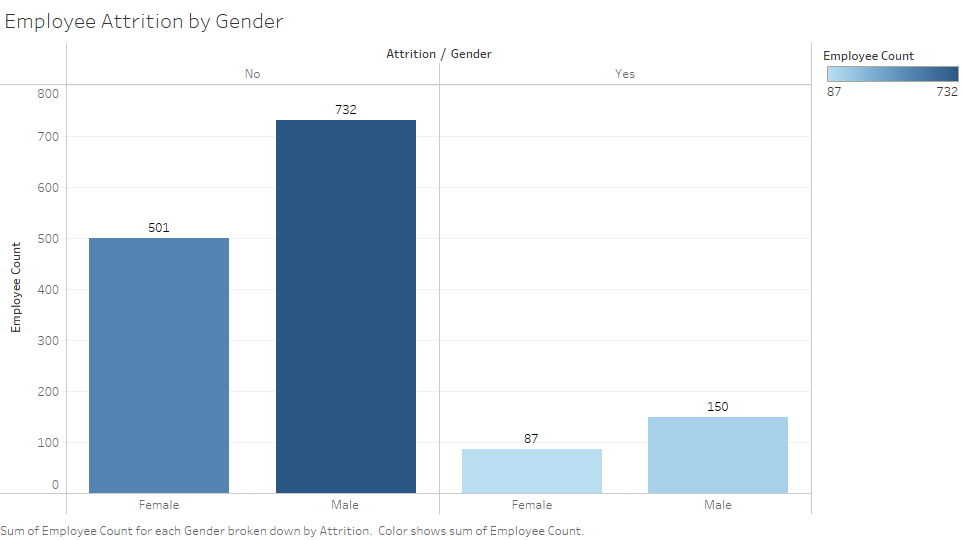 Employee Attrition by Gender
Attrition / Gender
No
Yes
Employee Count
87
732
800
700
600
500
400
300
200
100
0
Employee Count
501
732
87
150
Female
Male
Female
Male
Sum of Employee Count for each Gender broken down by Attrition. Color shows sum of Employee Count.